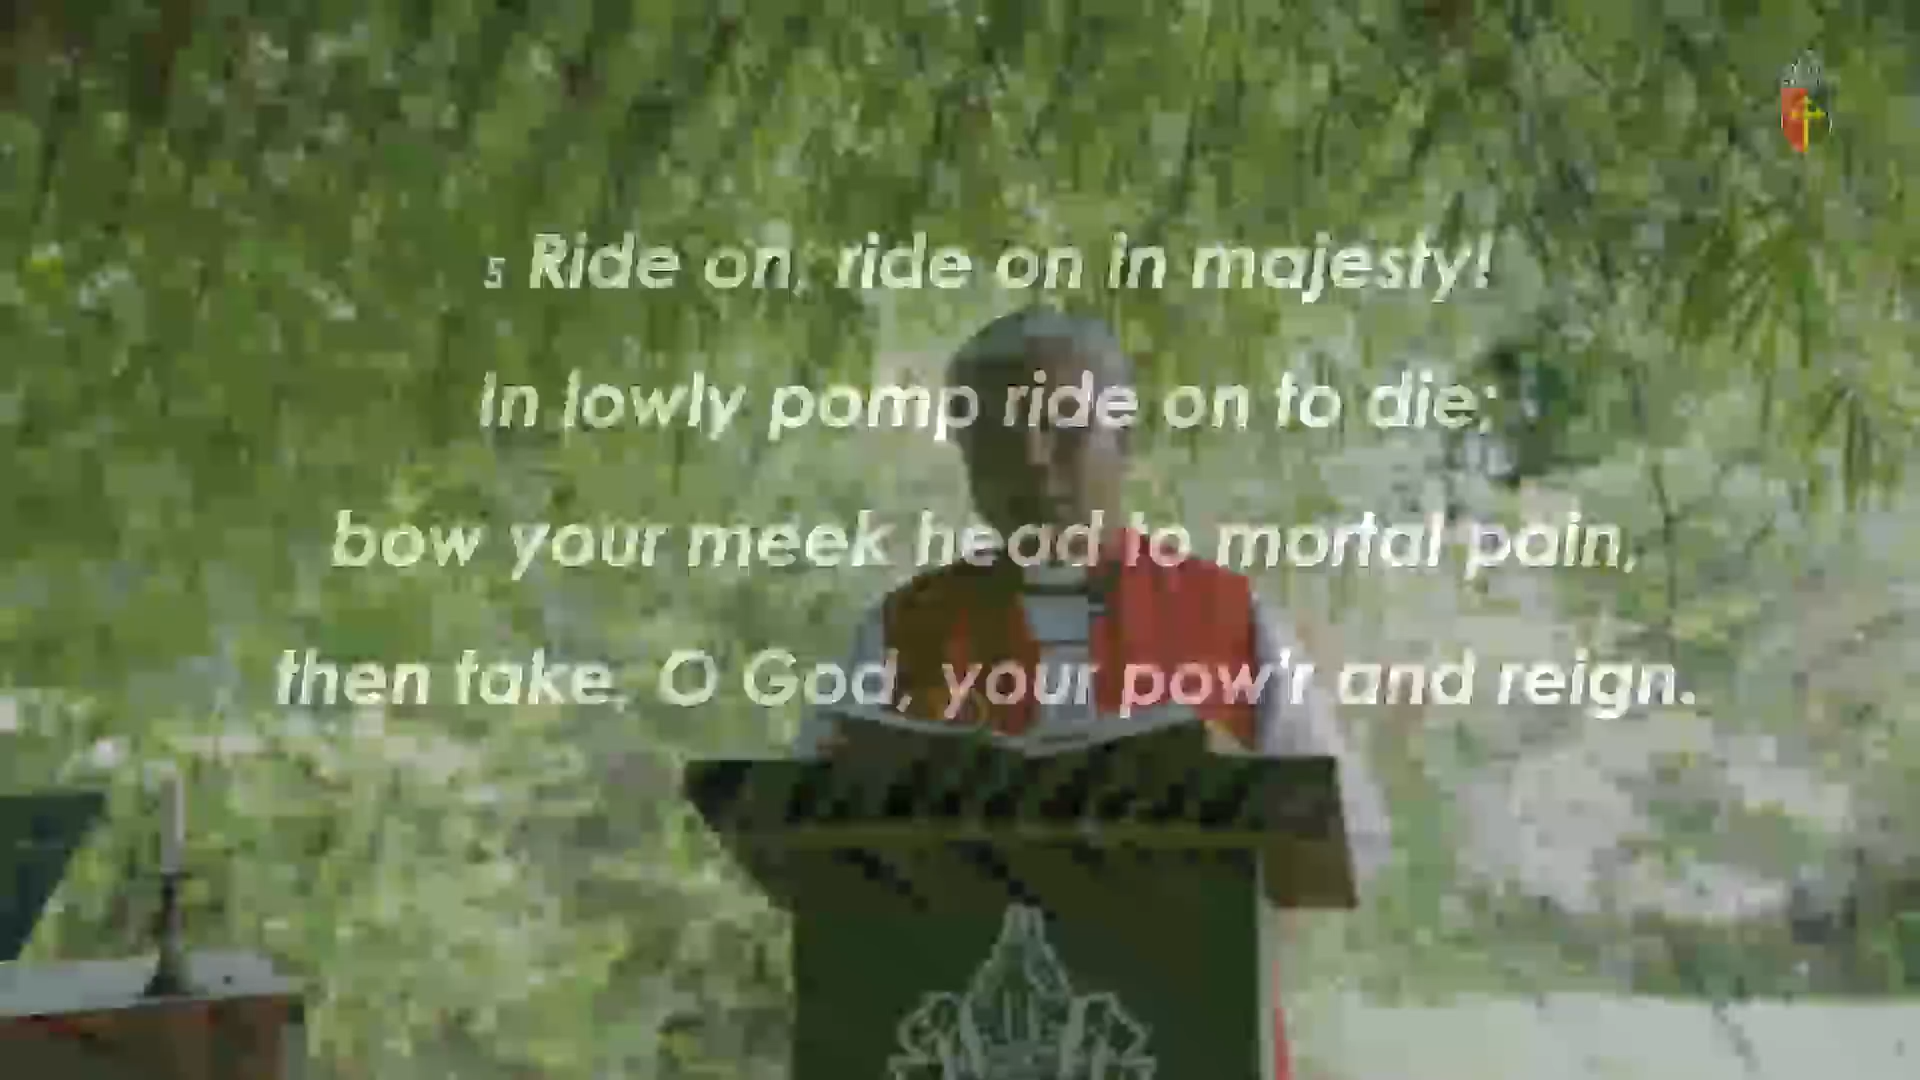 5 Ride on, ride on in majesty!
In lowly pomp ride on to die;
bow your meek head to mortal pain,
then take, O God, your pow'r and reign.